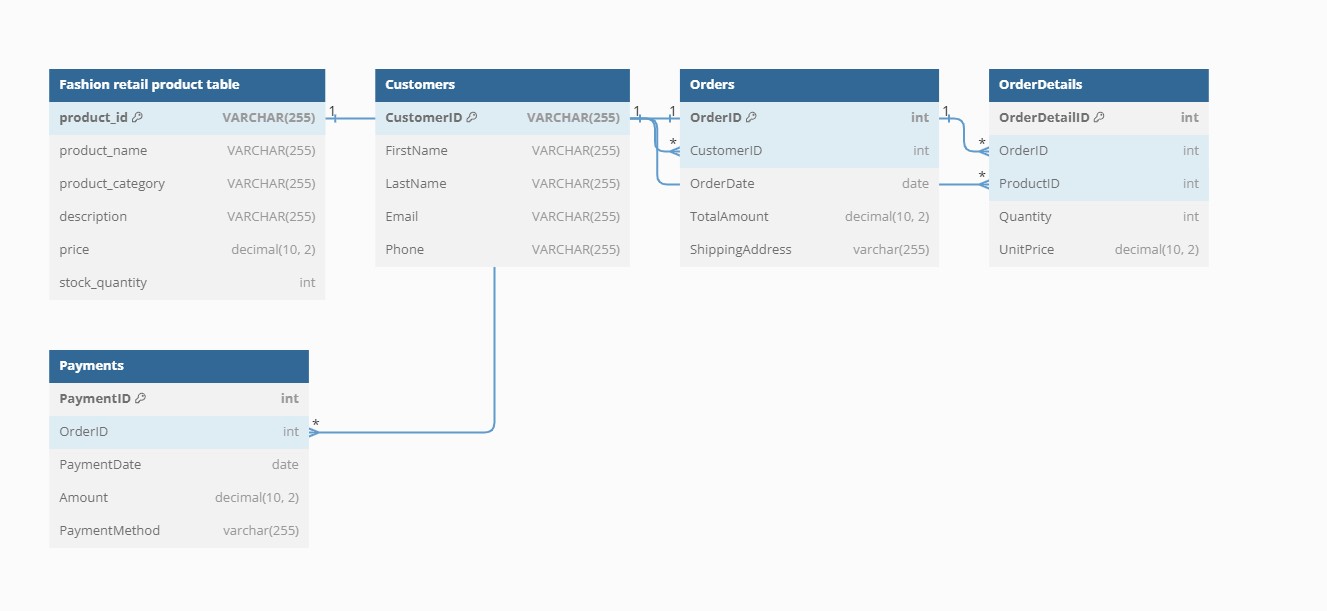 Fashion retail product table
product_id VARCHAR(255)
product_name VARCHAR(255)
product_category VARCHAR(255)
description VARCHAR(255)
price decimal(10, 2)
stock_quantity int
1
Customers
CustomerID VARCHAR(255)
FirstName VARCHAR(255)
LastName VARCHAR(255)
Email VARCHAR(255)
Phone VARCHAR(255)
1
1
*
Orders
OrderID int
CustomerID int
OrderDate date
TotalAmount decimal(10, 2)
ShippingAddress varchar(255)
1
*
*
OrderDetails
OrderDetailID int
OrderID int
ProductID int
Quantity int
UnitPrice decimal(10, 2)
Payments
PaymentID int
OrderID int
PaymentDate date
Amount decimal(10, 2)
PaymentMethod varchar(255)
*